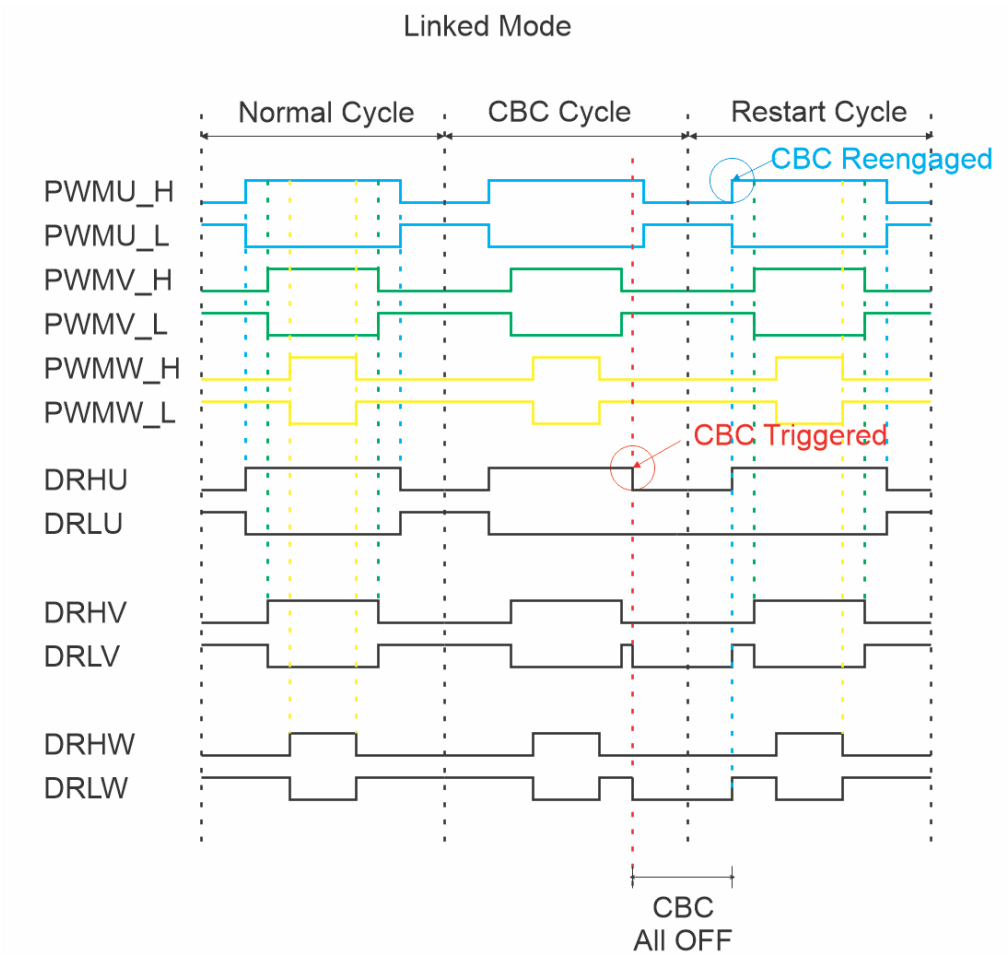 Linked Mode
Normal Cycle
CBC Cycle
Restart Cycle
CBC Reengaged
PWMU_H
PWMU_L
PWMV_H
PWMV_L
PWMW_H
PWMW_L
CBC Triggered
DRHU
DRLU
DRHV
DRLV
DRHW
DRLW
CBC
All OFF